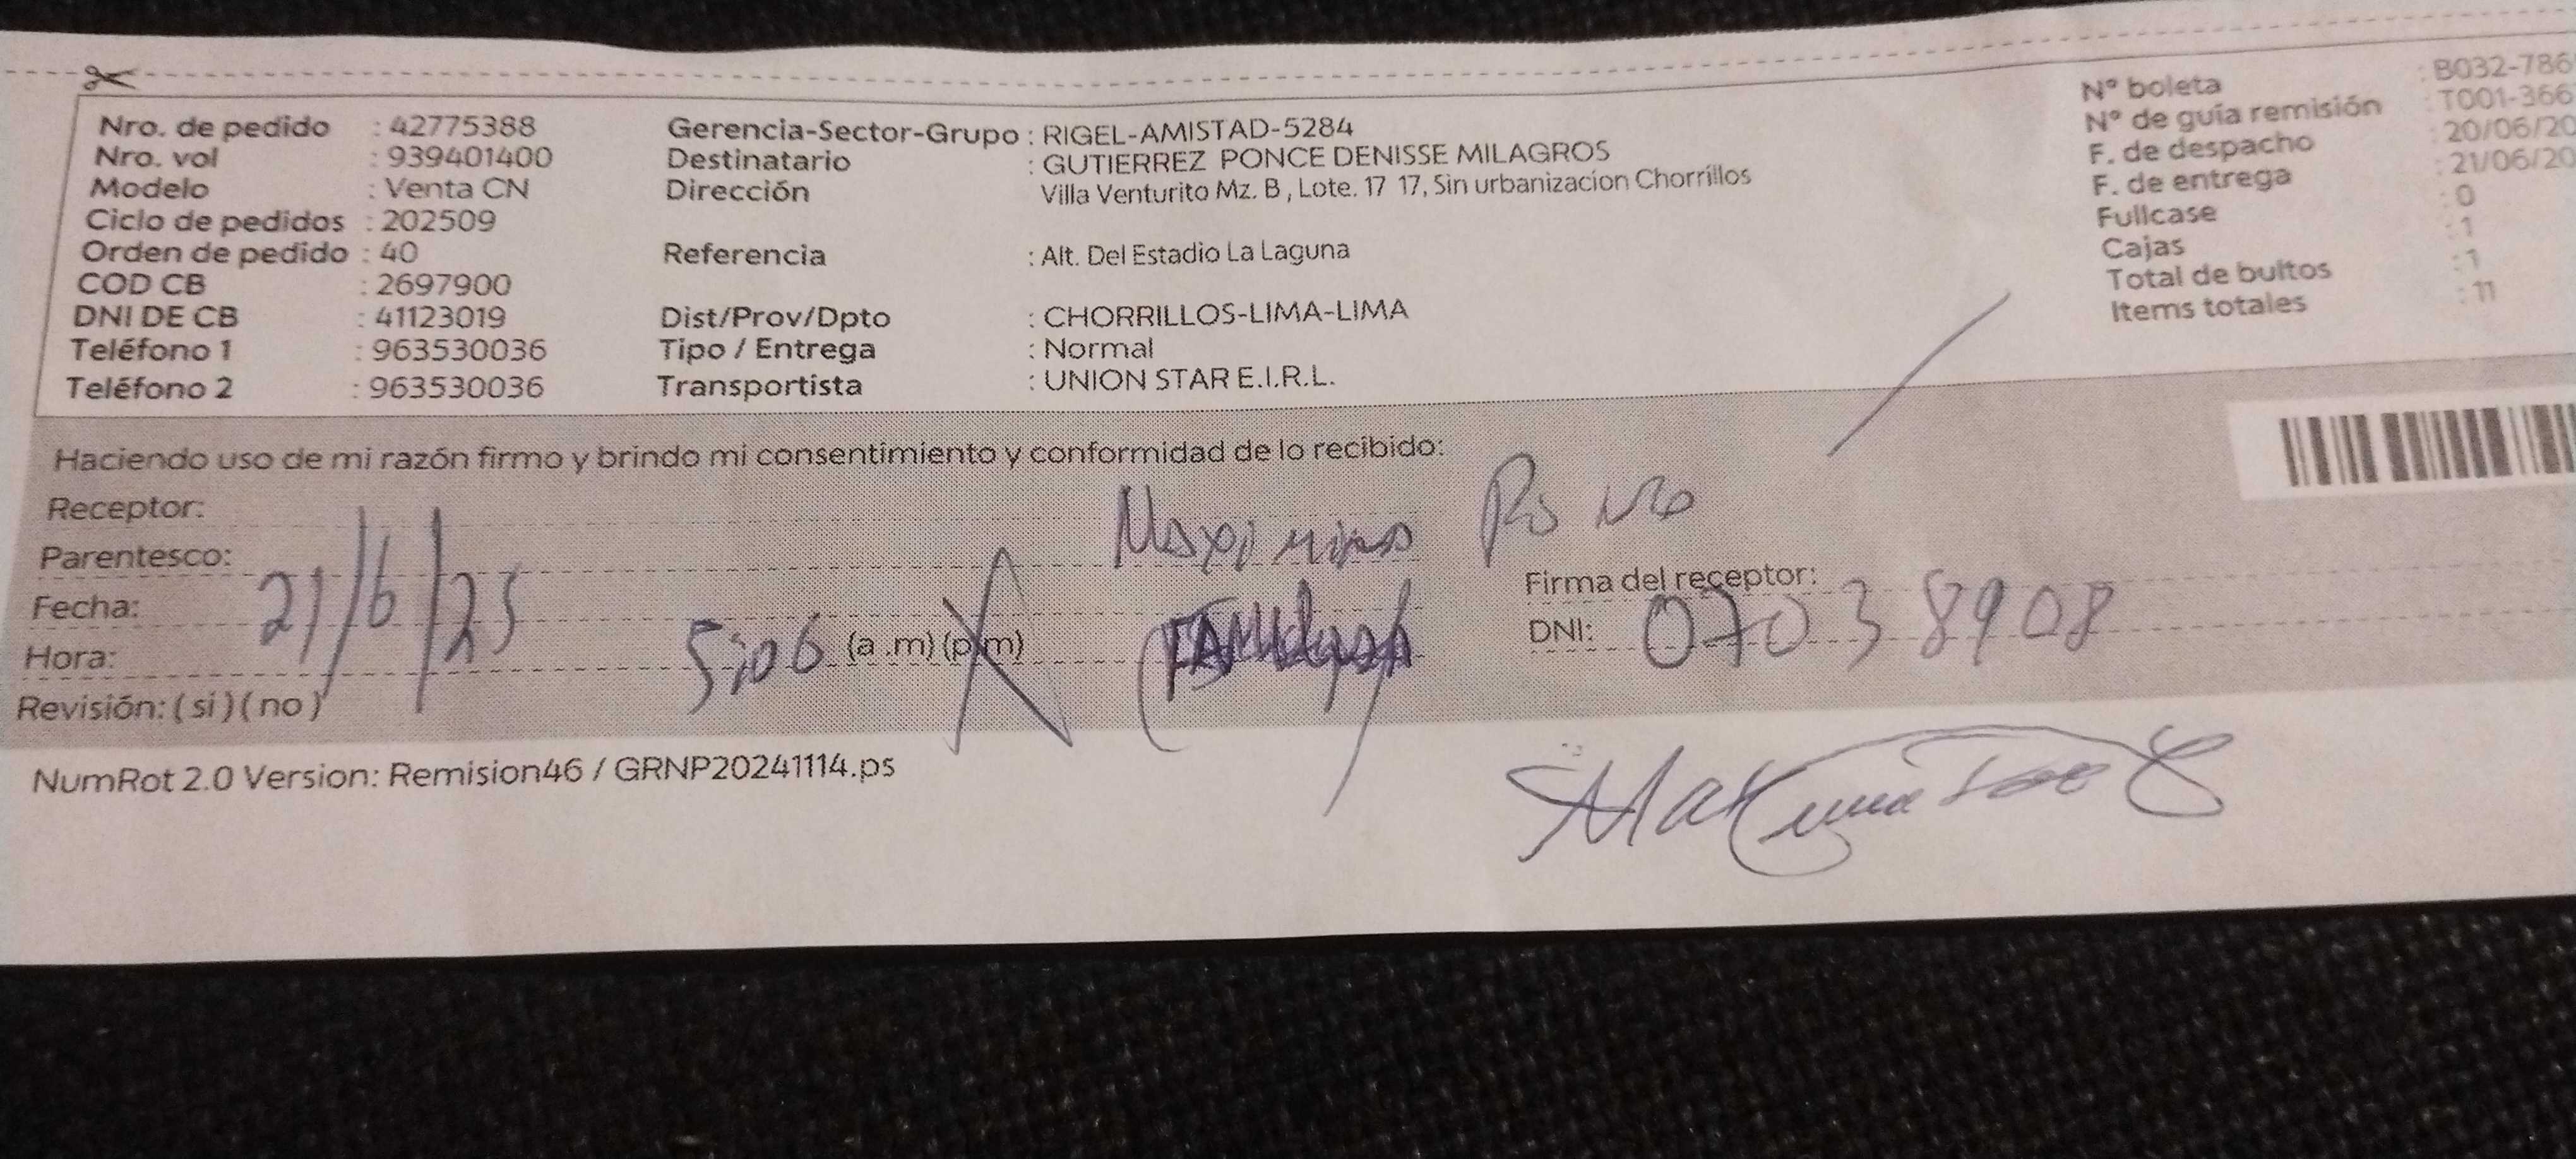 Nro. de pedido : 42775388
Nro. vol : 939401400
Modelo : Venta CN
Ciclo de pedidos : 202509
Orden de pedido : 40
COD CB : 2697900
DNI DE CB : 41123019
Teléfono 1 : 963530036
Teléfono 2 : 963530036
Gerencia-Sector-Grupo : RIGEL-AMISTAD-5284
Destinatario : GUTIERREZ PONCE DENISSE MILAGROS
Dirección Villa Venturito Mz. B , Lote. 17 17, Sin urbanizacion Chorrillos
Referencia : Alt. Del Estadio La Laguna
Dist/Prov/Dpto : CHORRILLOS-LIMA-LIMA
Tipo / Entrega : Normal
Transportista : UNION STAR E.I.R.L.
N° boleta : B032-786
N° de guía remisión : T001-366
F. de despacho : 20/06/20
F. de entrega : 21/06/20
Fullcase : 0
Cajas : 1
Total de bultos : 1
Items totales : 11
Haciendo uso de mi razón firmo y brindo mi consentimiento y conformidad de lo recibido:
Receptor:
Parentesco:
Fecha: 21/6/25
Hora: 5:06 (a .m) (p.m)
Revisión: ( si ) ( no )
Firma del receptor:
DNI: 07038908
NumRot 2.0 Version: Remision46 / GRNP20241114.ps